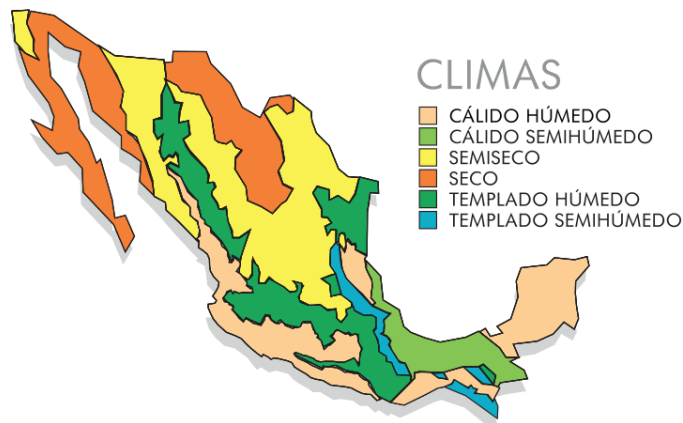 CLIMAS
CÁLIDO HÚMEDO
CÁLIDO SEMIHÚMEDO
SEMISECO
SECO
TEMPLADO HÚMEDO
TEMPLADO SEMIHÚMEDO